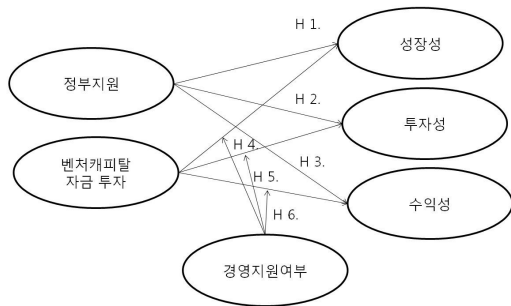 H 1.
성장성
정부지원
H 2.
투자성
H 4.
벤처캐피탈
자금 투자
H 3.
H 5.
수익성
H 6.
경영지원여부